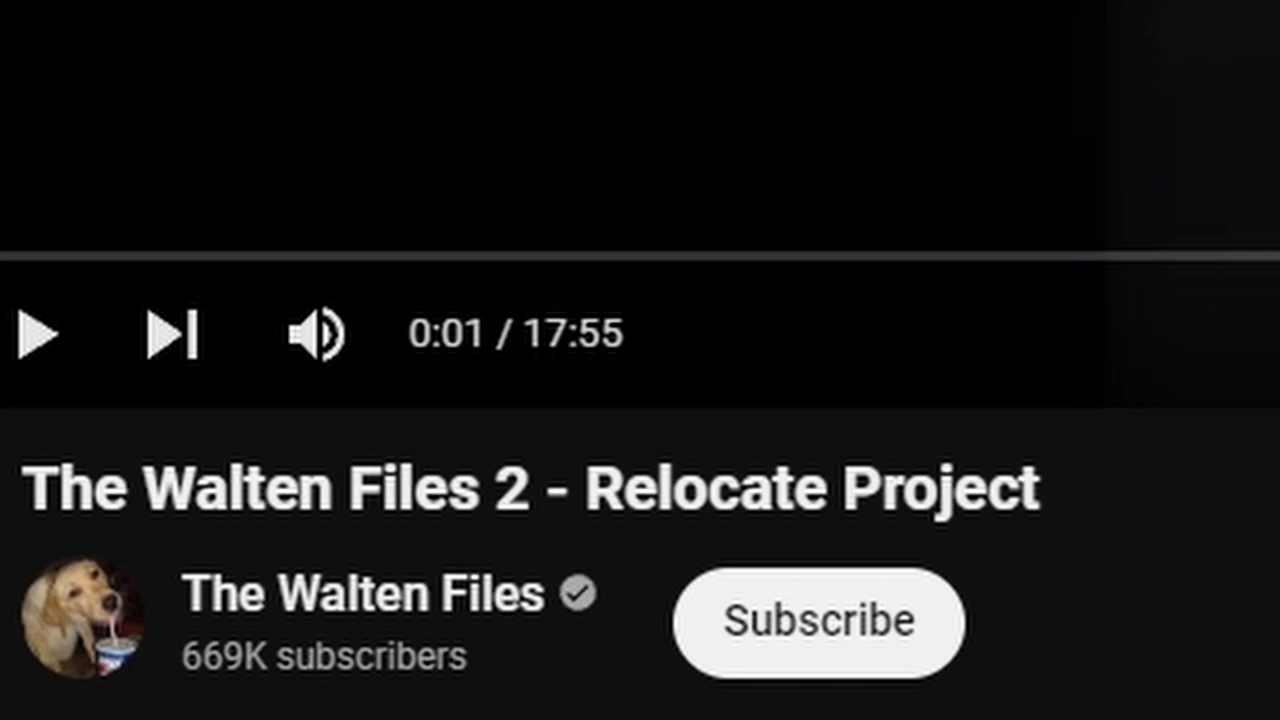 0:01 / 17:55
The Walten Files 2 - Relocate Project
The Walten Files
Subscribe
669K subscribers